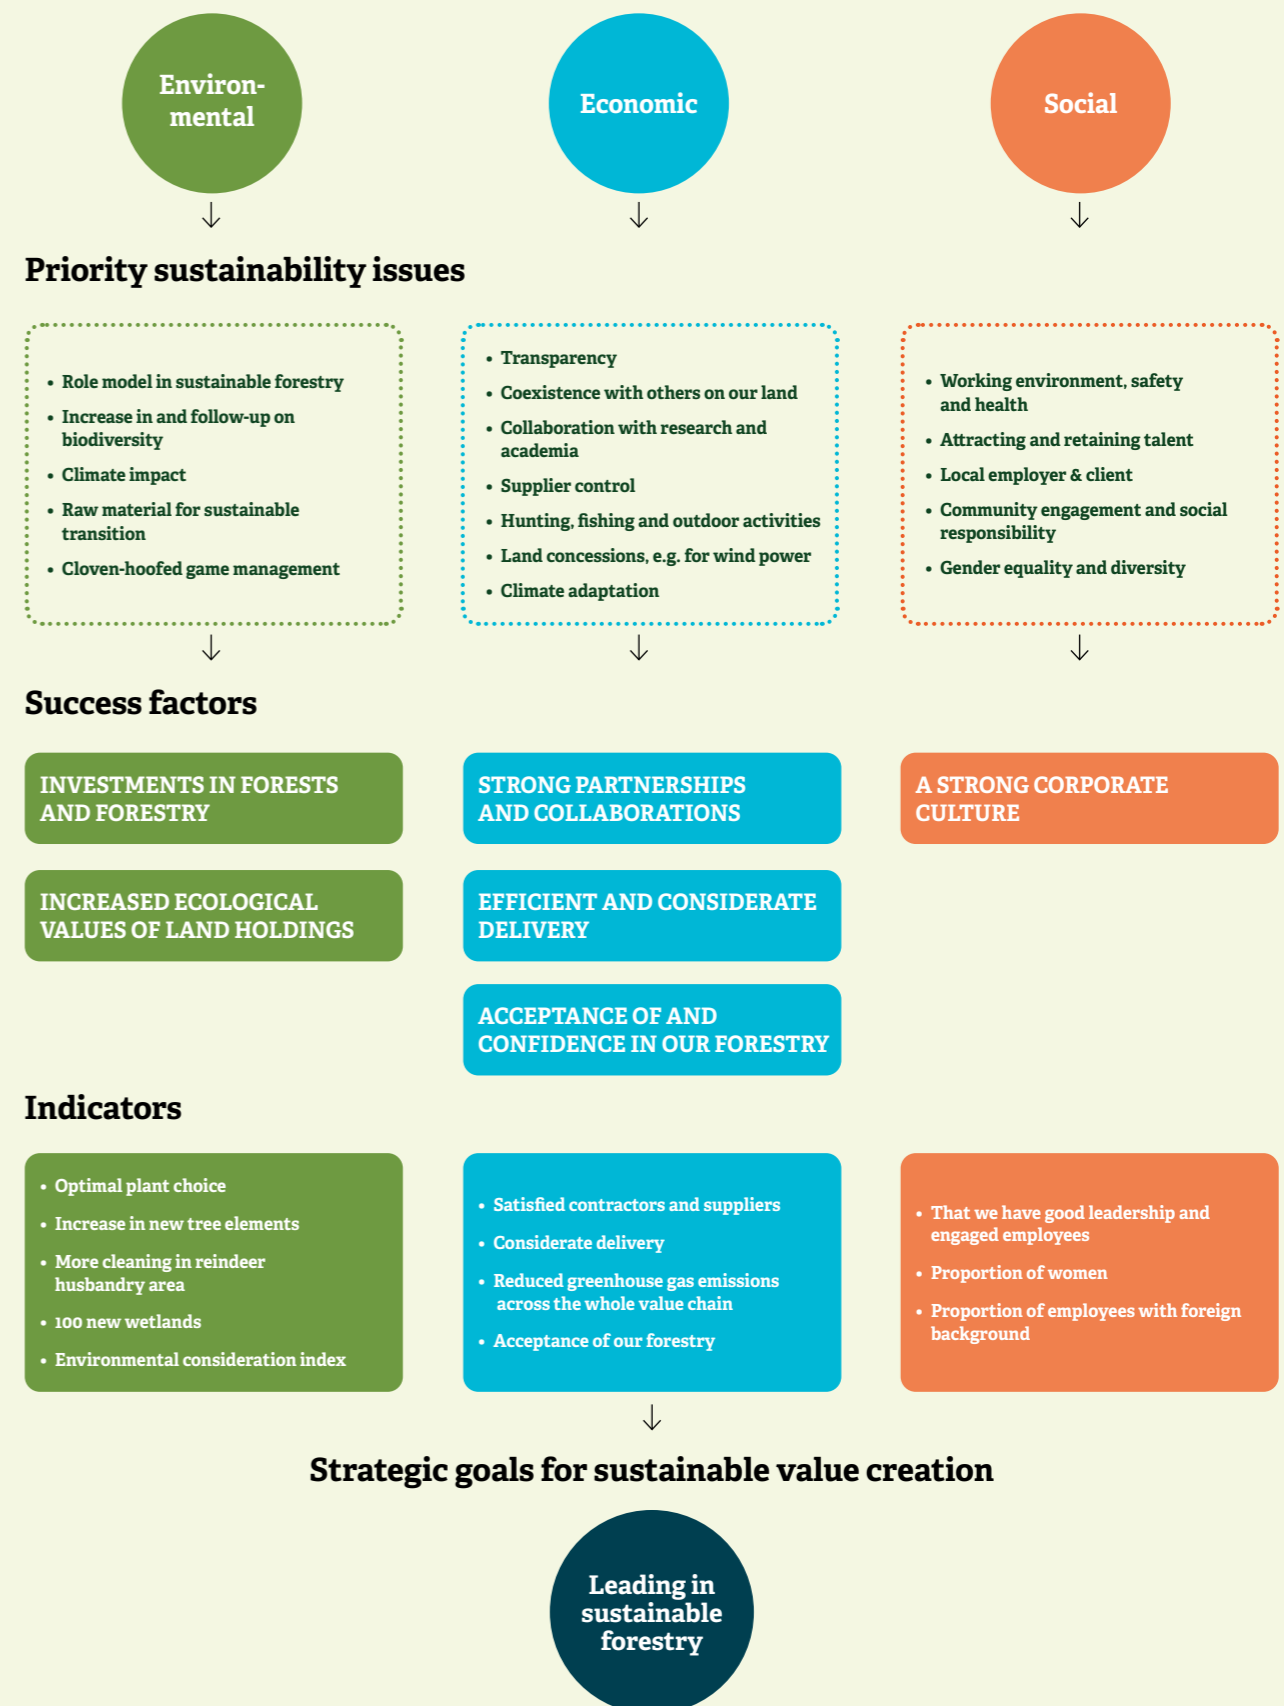 Environ-
mental
Economic
Social
Priority sustainability issues
• Role model in sustainable forestry
• Increase in and follow-up on
biodiversity
• Climate impact
• Raw material for sustainable
transition
• Cloven-hoofed game management
• Transparency
• Coexistence with others on our land
• Collaboration with research and
academia
• Supplier control
• Hunting, fishing and outdoor activities
• Land concessions, e.g. for wind power
• Climate adaptation
• Working environment, safety
and health
• Attracting and retaining talent
• Local employer & client
• Community engagement and social
responsibility
• Gender equality and diversity
Success factors
INVESTMENTS IN FORESTS
AND FORESTRY
INCREASED ECOLOGICAL
VALUES OF LAND HOLDINGS
STRONG PARTNERSHIPS
AND COLLABORATIONS
EFFICIENT AND CONSIDERATE
DELIVERY
ACCEPTANCE OF AND
CONFIDENCE IN OUR FORESTRY
A STRONG CORPORATE
CULTURE
Indicators
• Optimal plant choice
• Increase in new tree elements
• More cleaning in reindeer
husbandry area
• 100 new wetlands
• Environmental consideration index
• Satisfied contractors and suppliers
• Considerate delivery
• Reduced greenhouse gas emissions
across the whole value chain
• Acceptance of our forestry
• That we have good leadership and
engaged employees
• Proportion of women
• Proportion of employees with foreign
background
Strategic goals for sustainable value creation
Leading in
sustainable
forestry